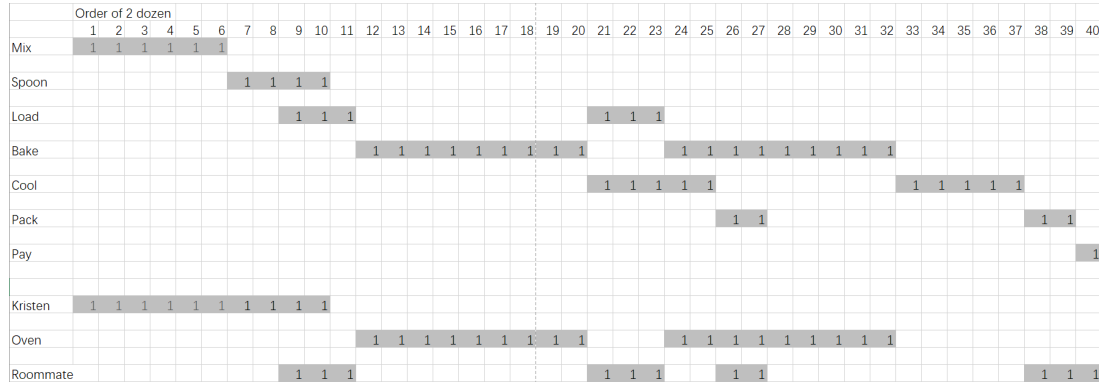 Order of 2 dozen
1 2 3 4 5 6 7 8 9 10 11 12 13 14 15 16 17 18 19 20 21 22 23 24 25 26 27 28 29 30 31 32 33 34 35 36 37 38 39 40
Mix 1 1 1 1 1 1
Spoon 1 1 1 1
Load 1 1 1 1 1 1
Bake 1 1 1 1 1 1 1 1 1 1 1 1 1 1 1 1 1 1
Cool 1 1 1 1 1 1 1 1 1 1
Pack 1 1 1 1
Pay 1
Kristen 1 1 1 1 1 1 1 1 1 1
Oven 1 1 1 1 1 1 1 1 1 1 1 1 1 1 1 1 1 1
Roommate 1 1 1 1 1 1 1 1 1 1 1